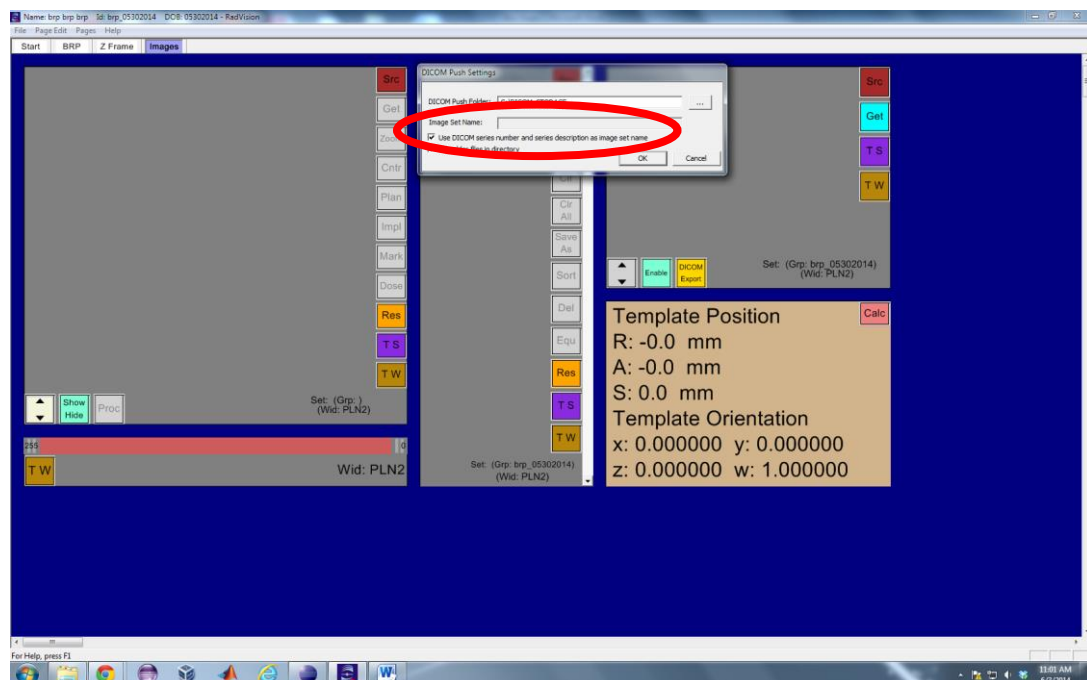 Name: brp brp brp Id: brp_05302014 DOB: 05302014 - RadVision
File Page Edit Pages Help
Start BRP Z Frame Images
DICOM Push Settings
DICOM Push Folder:
...
Image Set Name:
Use DICOM series number and series description as image set name
files in directory
OK Cancel
Src
Get
Zoom
Cntr
Plan
Impl
Mark
Dose
Res
T S
T W
Show
Hide
Proc
Set: (Grp: )
(Wid: PLN2)
255 0
T W
Wid: PLN2
Clr
Clr
All
Save
As
Sort
Del
Equ
Res
T S
T W
Set: (Grp: brp_05302014)
(Wid: PLN2)
Src
Get
T S
T W
Enable
DICOM
Export
Set: (Grp: brp_05302014)
(Wid: PLN2)
Template Position
Calc
R: -0.0 mm
A: -0.0 mm
S: 0.0 mm
Template Orientation
x: 0.000000 y: 0.000000
z: 0.000000 w: 1.000000
For Help, press F1
11:01 AM